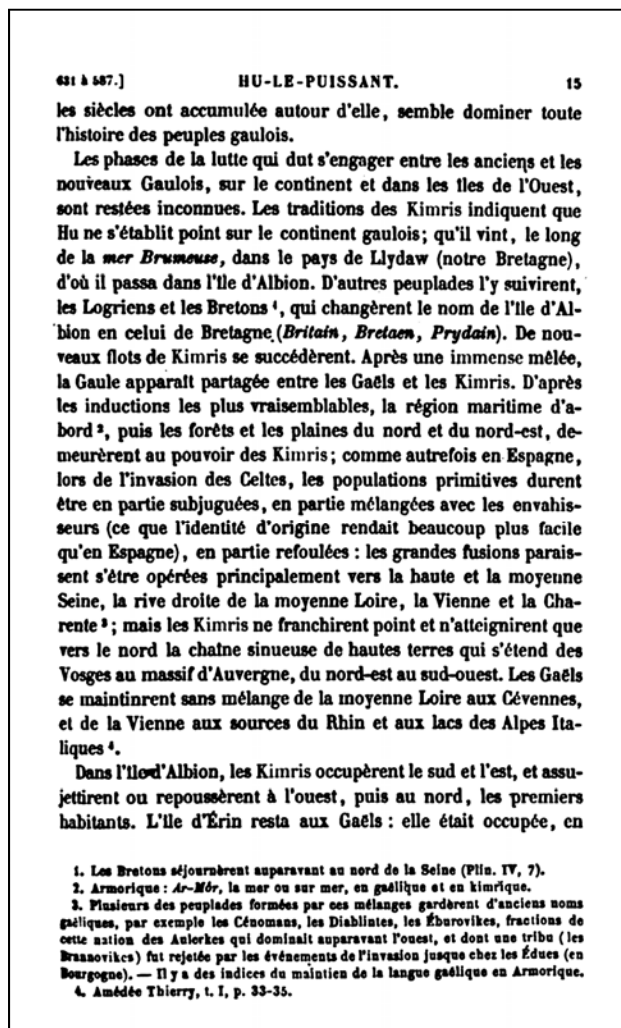 631 à 587.] HU-LE-PUISSANT. 15
les siècles ont accumulée autour d'elle, semble dominer toute
l'histoire des peuples gaulois.
Les phases de la lutte qui dut s'engager entre les anciens et les
nouveaux Gaulois, sur le continent et dans les îles de l'Ouest,
sont restées inconnues. Les traditions des Kimris indiquent que
Hu ne s'établit point sur le continent gaulois; qu'il vint, le long
de la mer Brumeuse, dans le pays de Llydaw (notre Bretagne),
d'où il passa dans l'île d'Albion. D'autres peuplades l'y suivirent,
les Logriens et les Bretons ¹, qui changèrent le nom de l'île d'Al-
bion en celui de Bretagne (Britain, Bretaen, Prydain). De nou-
veaux flots de Kimris se succédèrent. Après une immense mêlée,
la Gaule apparaît partagée entre les Gaëls et les Kimris. D'après
les inductions les plus vraisemblables, la région maritime d'a-
bord ², puis les forêts et les plaines du nord et du nord-est, de-
meurèrent au pouvoir des Kimris; comme autrefois en Espagne,
lors de l'invasion des Celtes, les populations primitives durent
être en partie subjuguées, en partie mélangées avec les envahis-
seurs (ce que l'identité d'origine rendait beaucoup plus facile
qu'en Espagne), en partie refoulées : les grandes fusions parais-
sent s'être opérées principalement vers la haute et la moyenne
Seine, la rive droite de la moyenne Loire, la Vienne et la Cha-
rente ³; mais les Kimris ne franchirent point et n'atteignirent que
vers le nord la chaîne sinueuse de hautes terres qui s'étend des
Vosges au massif d'Auvergne, du nord-est au sud-ouest. Les Gaëls
se maintinrent sans mélange de la moyenne Loire aux Cévennes,
et de la Vienne aux sources du Rhin et aux lacs des Alpes Ita-
liques ⁴.
Dans l'île d'Albion, les Kimris occupèrent le sud et l'est, et assu-
jettirent ou repoussèrent à l'ouest, puis au nord, les premiers
habitants. L'île d'Érin resta aux Gaëls : elle était occupée, en
1. Les Bretons séjournèrent auparavant au nord de la Seine (Plin. IV, 7).
2. Armorique : Ar-Môr, la mer ou sur mer, en gaëlique et en kimrique.
3. Plusieurs des peuplades formées par ces mélanges gardèrent d'anciens noms
gaëliques, par exemple les Cénomans, les Diablintes, les Éburovikes, fractions de
cette nation des Aulerkes qui dominait auparavant l'ouest, et dont une tribu (les
Brannovikes) fut rejetée par les événements de l'invasion jusque chez les Édues (en
Bourgogne). — Il y a des indices du maintien de la langue gaëlique en Armorique.
4. Amédée Thierry, t. I, p. 33-35.